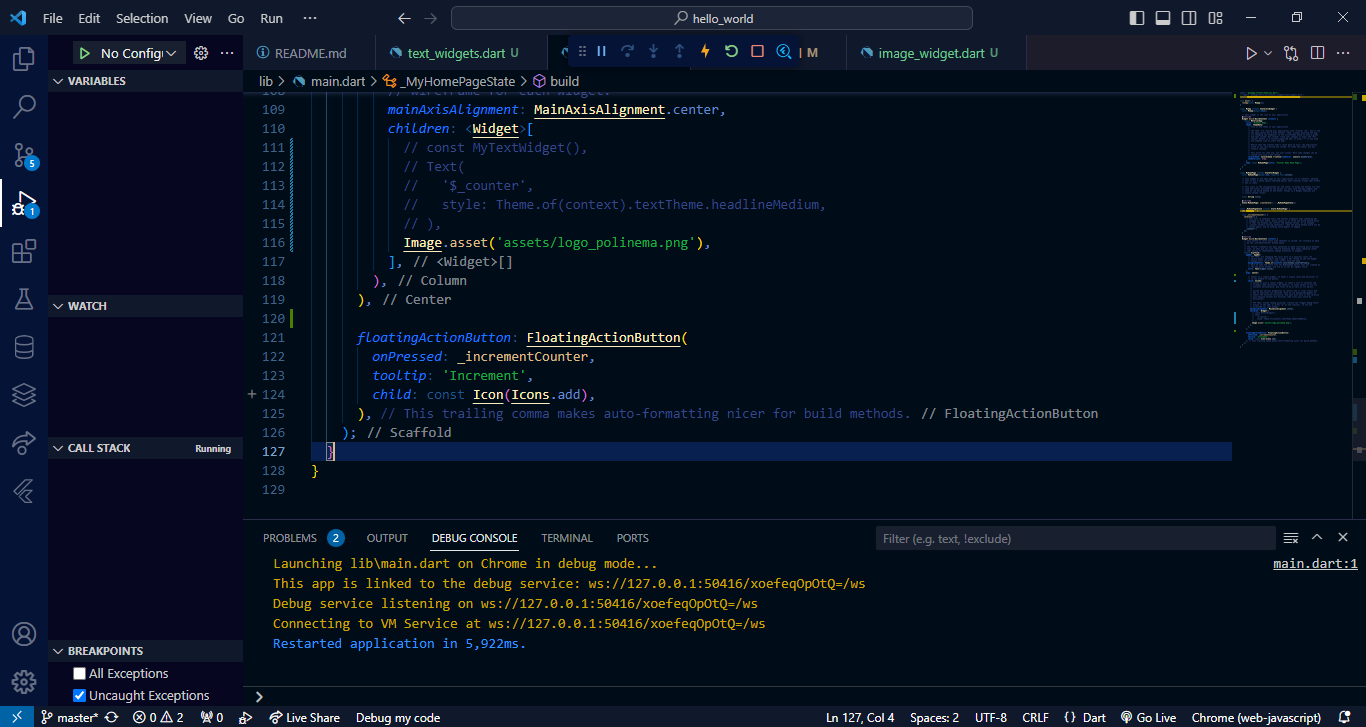 File Edit Selection View Go Run ··· hello_world
No Config README.md text_widgets.dart U M image_widget.dart U
VARIABLES
lib > main.dart > _MyHomePageState > build
108 // wireframe for each widget.
109 mainAxisAlignment: MainAxisAlignment.center,
110 children: <Widget>[
111 // const MyTextWidget(),
112 // Text(
113 //   '$_counter',
114 //   style: Theme.of(context).textTheme.headlineMedium,
115 // ),
116 Image.asset('assets/logo_polinema.png'),
117 ], // <Widget>[]
118 ), // Column
119 ), // Center
120
121 floatingActionButton: FloatingActionButton(
122 onPressed: _incrementCounter,
123 tooltip: 'Increment',
124 child: const Icon(Icons.add),
125 ), // This trailing comma makes auto-formatting nicer for build methods. // FloatingActionButton
126 ); // Scaffold
127 }
128 }
129
5
1
WATCH
CALL STACK Running
BREAKPOINTS
All Exceptions
Uncaught Exceptions
PROBLEMS 2 OUTPUT DEBUG CONSOLE TERMINAL PORTS Filter (e.g. text, !exclude)
Launching lib\main.dart on Chrome in debug mode... main.dart:1
This app is linked to the debug service: ws://127.0.0.1:50416/xoefeqOpOtQ=/ws
Debug service listening on ws://127.0.0.1:50416/xoefeqOpOtQ=/ws
Connecting to VM Service at ws://127.0.0.1:50416/xoefeqOpOtQ=/ws
Restarted application in 5,922ms.
master* 0 2 0 Live Share Debug my code Ln 127, Col 4 Spaces: 2 UTF-8 CRLF {} Dart Go Live Chrome (web-javascript)